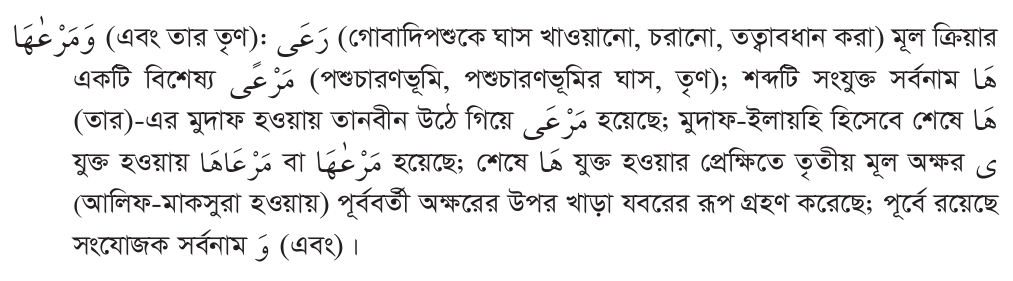 وَمَرْعٰىهَا (এবং তার তৃণ): رَعَى (গোবাদিপশুকে ঘাস খাওয়ানো, চরানো, তত্বাবধান করা) মূল ক্রিয়ার
একটি বিশেষ্য مَرْعًى (পশুচারণভূমি, পশুচারণভূমির ঘাস, তৃণ); শব্দটি সংযুক্ত সর্বনাম هَا
(তার)-এর মুদাফ হওয়ায় তানবীন উঠে গিয়ে مَرْعَى হয়েছে; মুদাফ-ইলায়হি হিসেবে শেষে هَا
যুক্ত হওয়ায় مَرْعَاهَا বা مَرْعٰىهَا হয়েছে; শেষে هَا যুক্ত হওয়ার প্রেক্ষিতে তৃতীয় মূল অক্ষর ى
(আলিফ-মাকসুরা হওয়ায়) পূর্ববর্তী অক্ষরের উপর খাড়া যবরের রূপ গ্রহণ করেছে; পূর্বে রয়েছে
সংযোজক সর্বনাম وَ (এবং)।